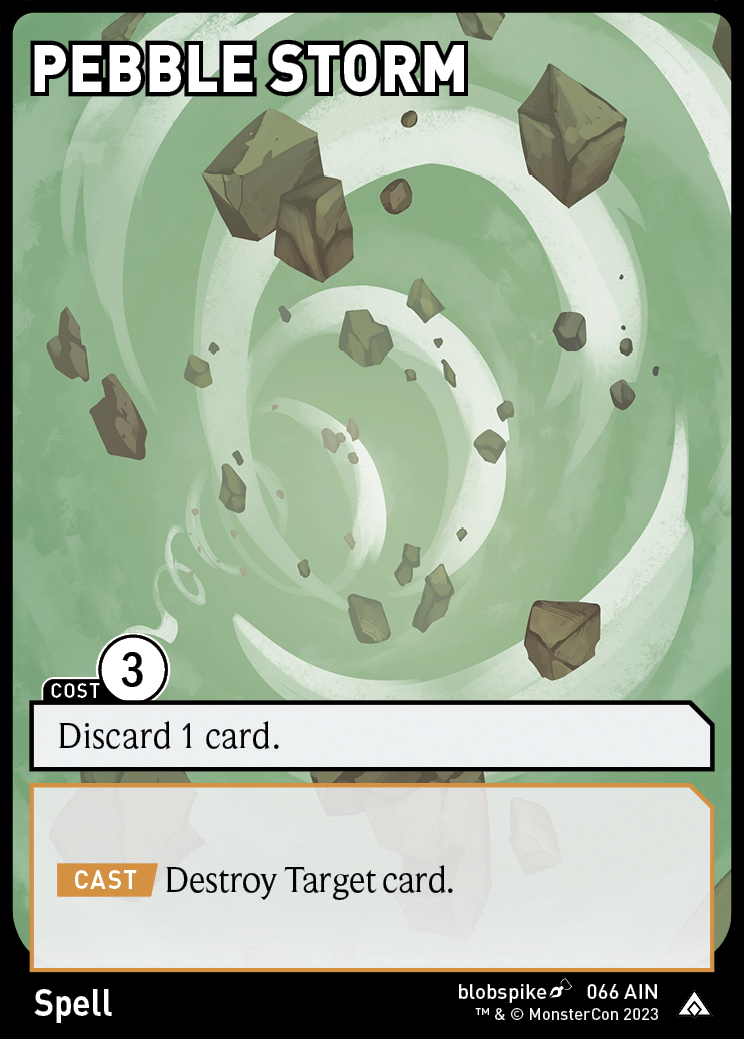 PEBBLE STORM
COST 3
Discard 1 card.
CAST Destroy Target card.
Spell
blobspike 066 AIN
™ & © MonsterCon 2023